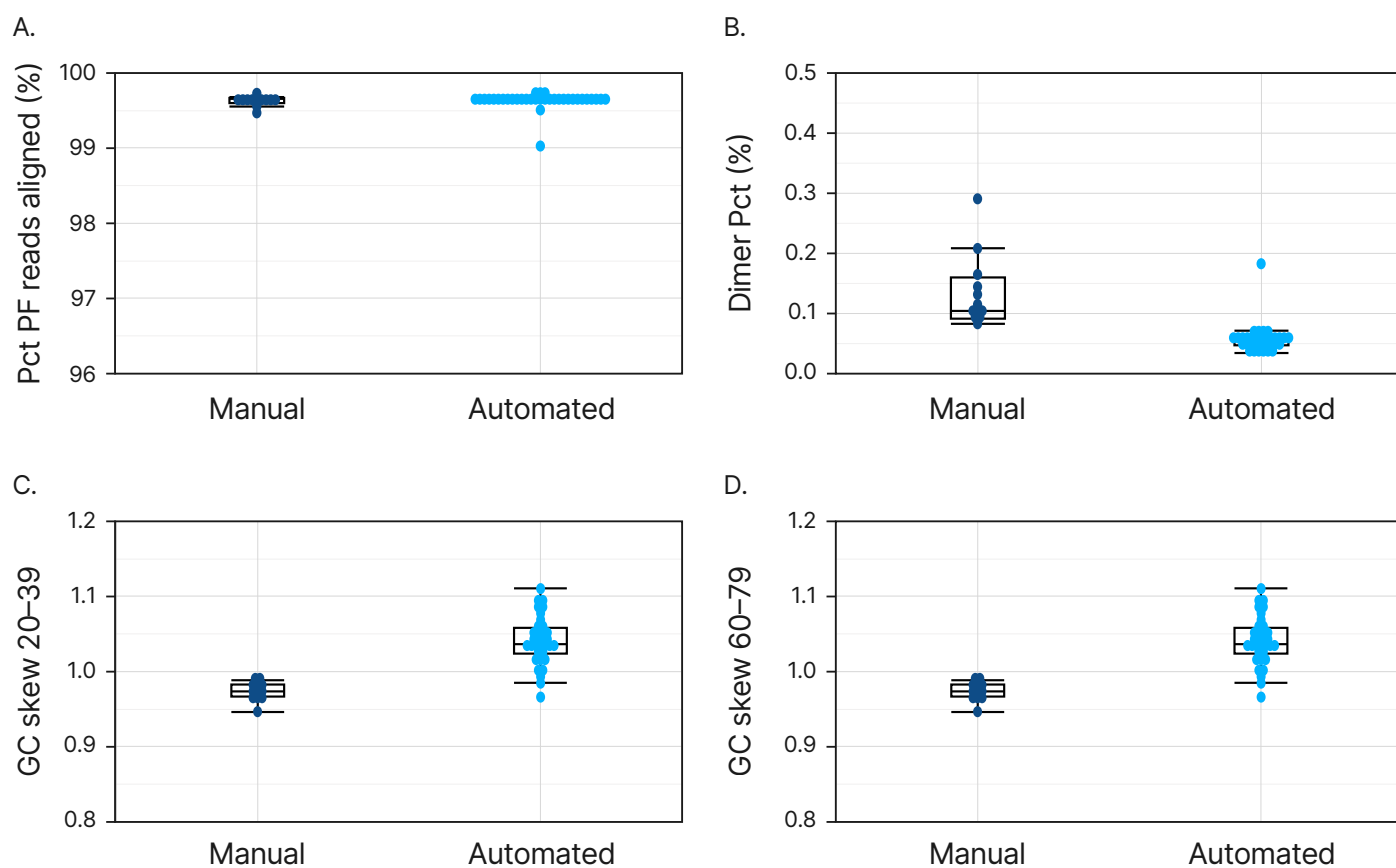 A.
Pct PF reads aligned (%)
100
99
98
97
96
Manual Automated
B.
Dimer Pct (%)
0.5
0.4
0.3
0.2
0.1
0.0
Manual Automated
C.
GC skew 20–39
1.2
1.1
1.0
0.9
0.8
Manual Automated
D.
GC skew 60–79
1.2
1.1
1.0
0.9
0.8
Manual Automated